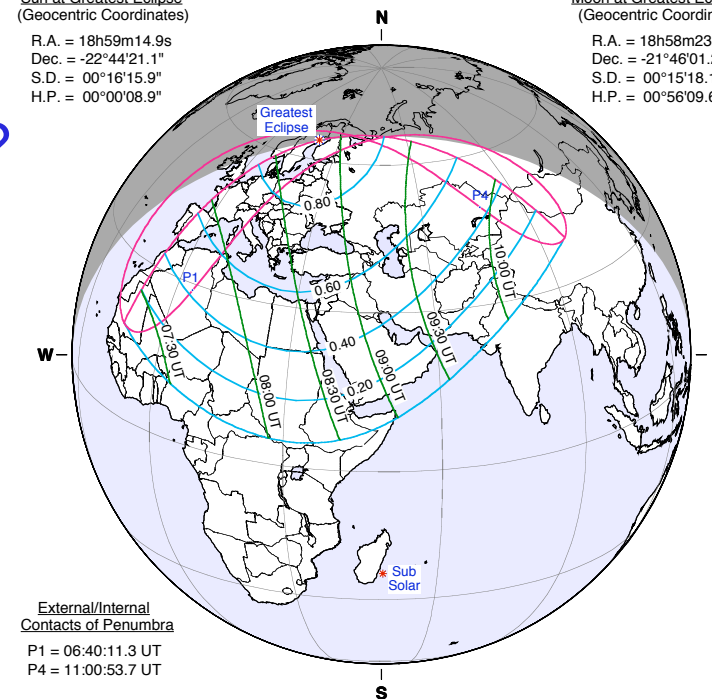 Sun at Greatest Eclipse
(Geocentric Coordinates)
R.A. = 18h59m14.9s
Dec. = -22°44'21.1"
S.D. = 00°16'15.9"
H.P. = 00°00'08.9"
(Geocentric Coordin
R.A. = 18h58m23
Dec. = -21°46'01.
S.D. = 00°15'18.
H.P. = 00°56'09.6
N
Greatest
Eclipse
0.80
P4
P1
0.60
10:00 UT
07:30 UT
0.40
09:30 UT
W
08:00 UT
08:30 UT
0.20
09:00 UT
Sub
Solar
External/Internal
Contacts of Penumbra
P1 = 06:40:11.3 UT
P4 = 11:00:53.7 UT
S